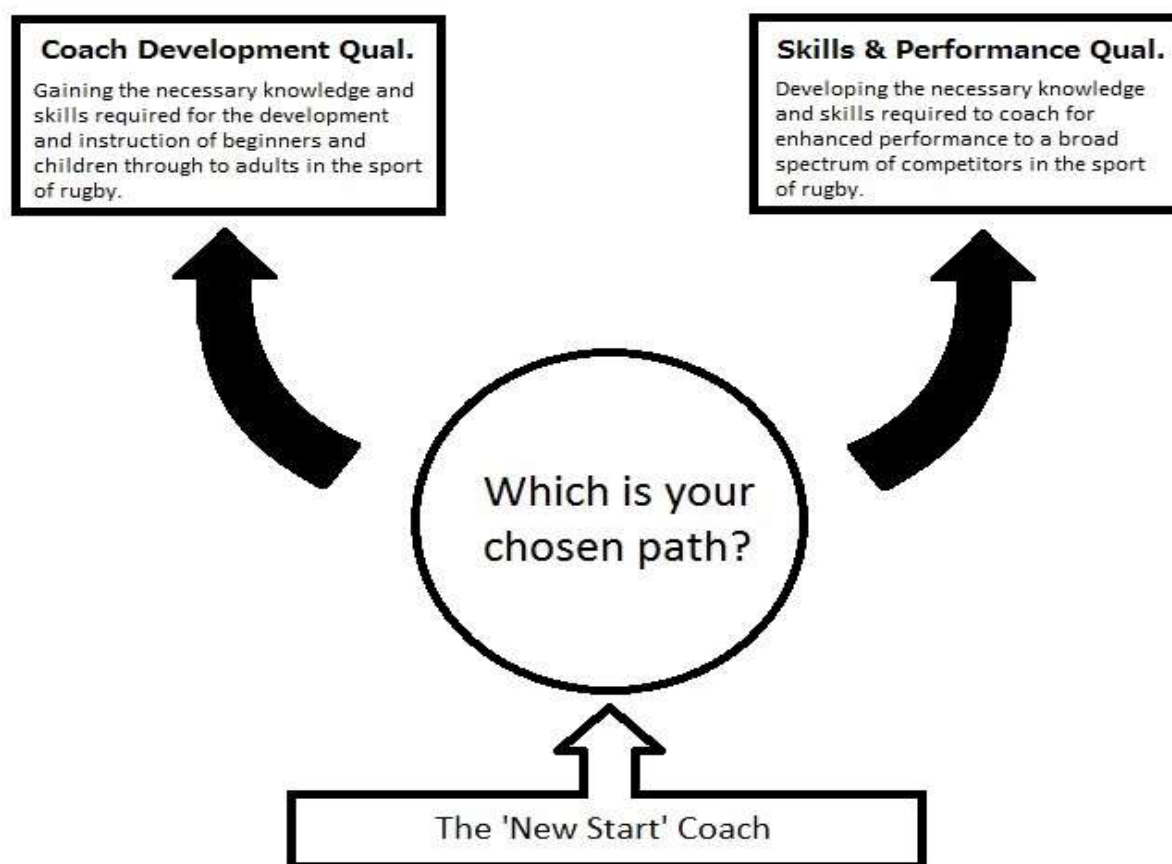 Coach Development Qual.
Gaining the necessary knowledge and
skills required for the development
and instruction of beginners and
children through to adults in the sport
of rugby.
Skills & Performance Qual.
Developing the necessary knowledge
and skills required to coach for
enhanced performance to a broad
spectrum of competitors in the sport
of rugby.
Which is your
chosen path?
The 'New Start' Coach